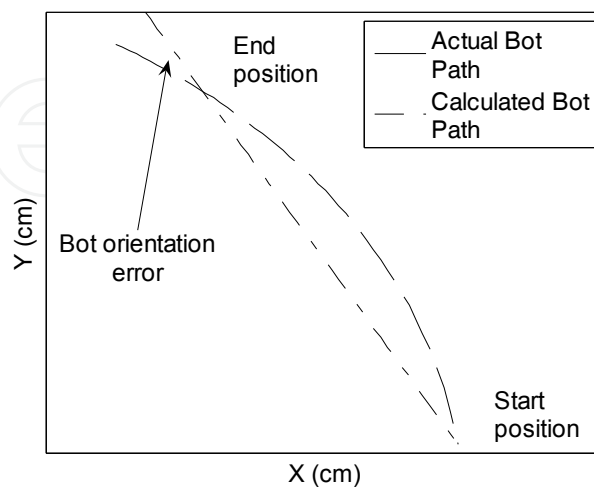 End
position
Actual Bot
Path
Calculated Bot
Path
Bot orientation
error
Start
position
Y (cm)
X (cm)